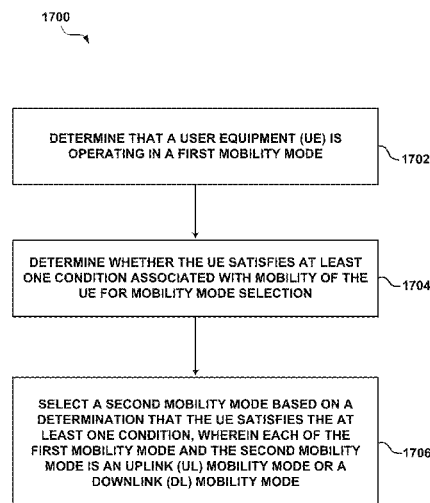 1700
DETERMINE THAT A USER EQUIPMENT (UE) IS
OPERATING IN A FIRST MOBILITY MODE
1702
DETERMINE WHETHER THE UE SATISFIES AT LEAST
ONE CONDITION ASSOCIATED WITH MOBILITY OF THE
UE FOR MOBILITY MODE SELECTION
1704
SELECT A SECOND MOBILITY MODE BASED ON A
DETERMINATION THAT THE UE SATISFIES THE AT
LEAST ONE CONDITION, WHEREIN EACH OF THE
FIRST MOBILITY MODE AND THE SECOND MOBILITY
MODE IS AN UPLINK (UL) MOBILITY MODE OR A
DOWNLINK (DL) MOBILITY MODE
1706